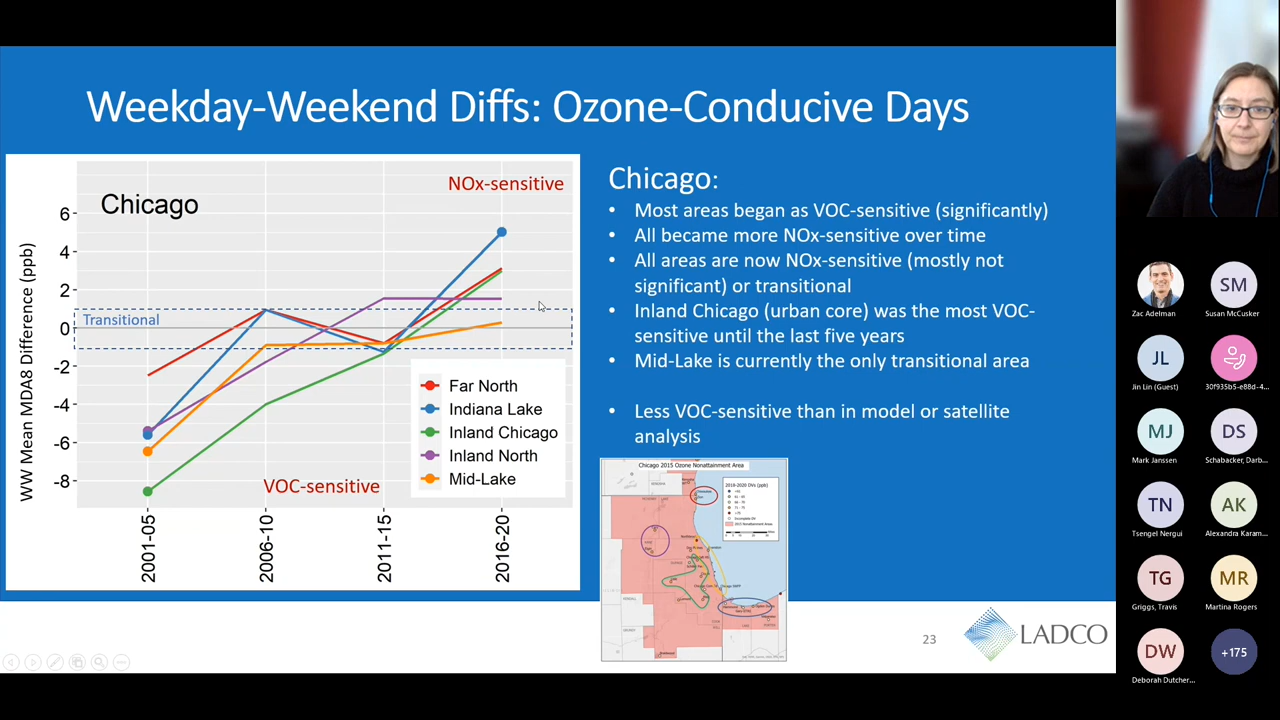 Weekday-Weekend Diffs: Ozone-Conducive Days
WW Mean MDA8 Difference (ppb)
Chicago
NOx-sensitive
6
4
2
0
-2
-4
-6
-8
Transitional
VOC-sensitive
Far North
Indiana Lake
Inland Chicago
Inland North
Mid-Lake
2001-05
2006-10
2011-15
2016-20
Chicago:
• Most areas began as VOC-sensitive (significantly)
• All became more NOx-sensitive over time
• All areas are now NOx-sensitive (mostly not
significant) or transitional
• Inland Chicago (urban core) was the most VOC-
sensitive until the last five years
• Mid-Lake is currently the only transitional area
• Less VOC-sensitive than in model or satellite
analysis
Chicago 2015 Ozone Nonattainment Area
2018-2020 DVs (ppb)
23
LADCO
Zac Adelman
SM
Susan McCusker
JL
Jin Lin (Guest)
30f935b5-e88d-4...
MJ
Mark Janssen
DS
Schabacker, Darb...
TN
Tsengel Nergui
AK
Alexandra Karam...
TG
Griggs, Travis
MR
Martina Rogers
DW
Deborah Dutcher...
+175